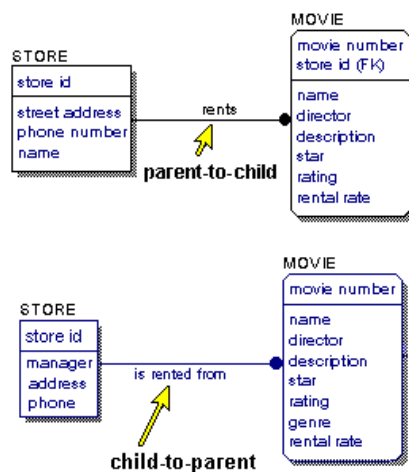 MOVIE
movie number
store id (FK)
name
director
description
star
rating
rental rate
STORE
store id
street address
phone number
name
rents
parent-to-child
MOVIE
movie number
name
director
description
star
rating
genre
rental rate
STORE
store id
manager
address
phone
is rented from
child-to-parent